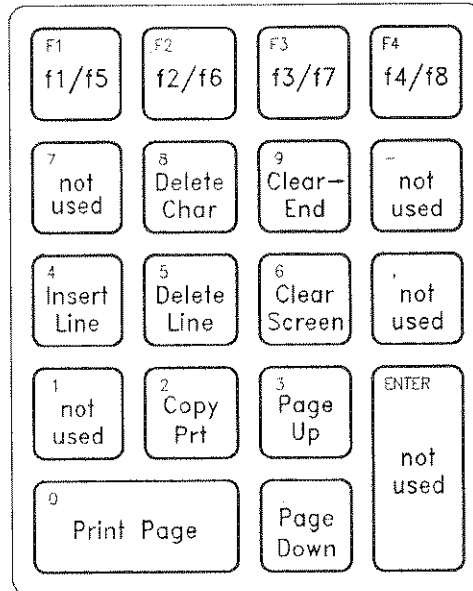 F1 F2 F3 F4
f1/f5 f2/f6 f3/f7 f4/f8
7 8 9 -
not Delete Clear→ not
used Char End used
4 5 6 ,
Insert Delete Clear not
Line Line Screen used
1 2 3 ENTER
not Copy Page
used Prt Up
not
used
0
Print Page
Page
Down